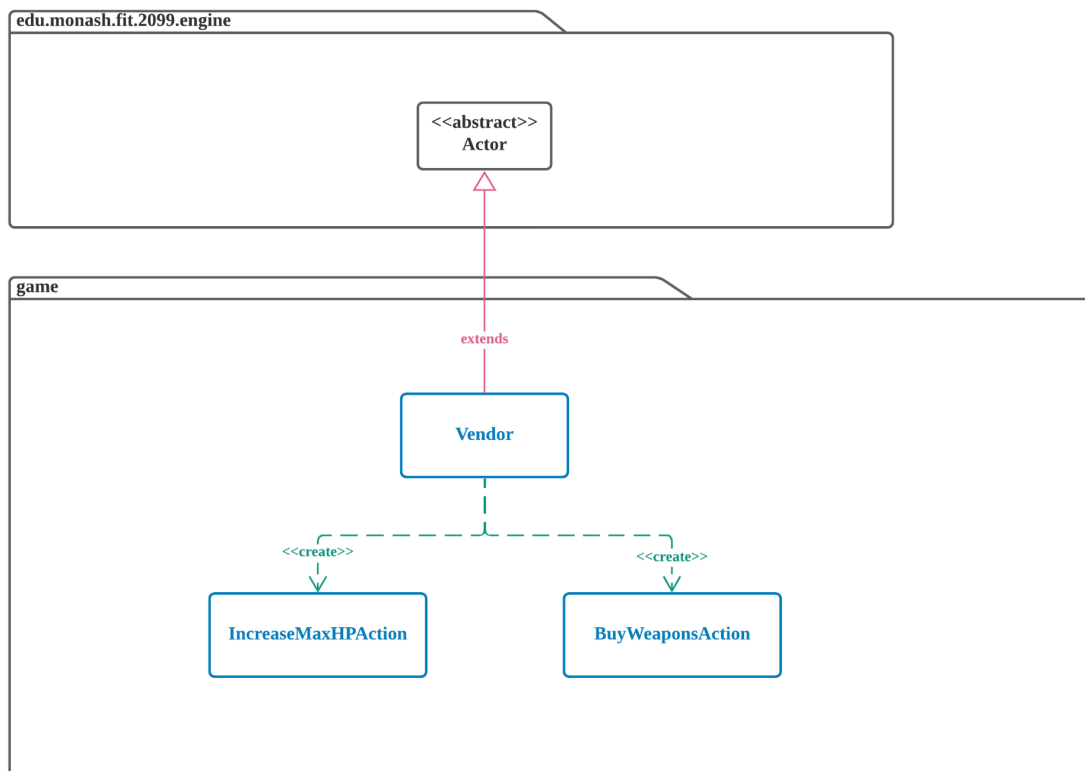 edu.monash.fit.2099.engine
<<abstract>>
Actor
game
extends
Vendor
<<create>>
<<create>>
IncreaseMaxHPAction
BuyWeaponsAction